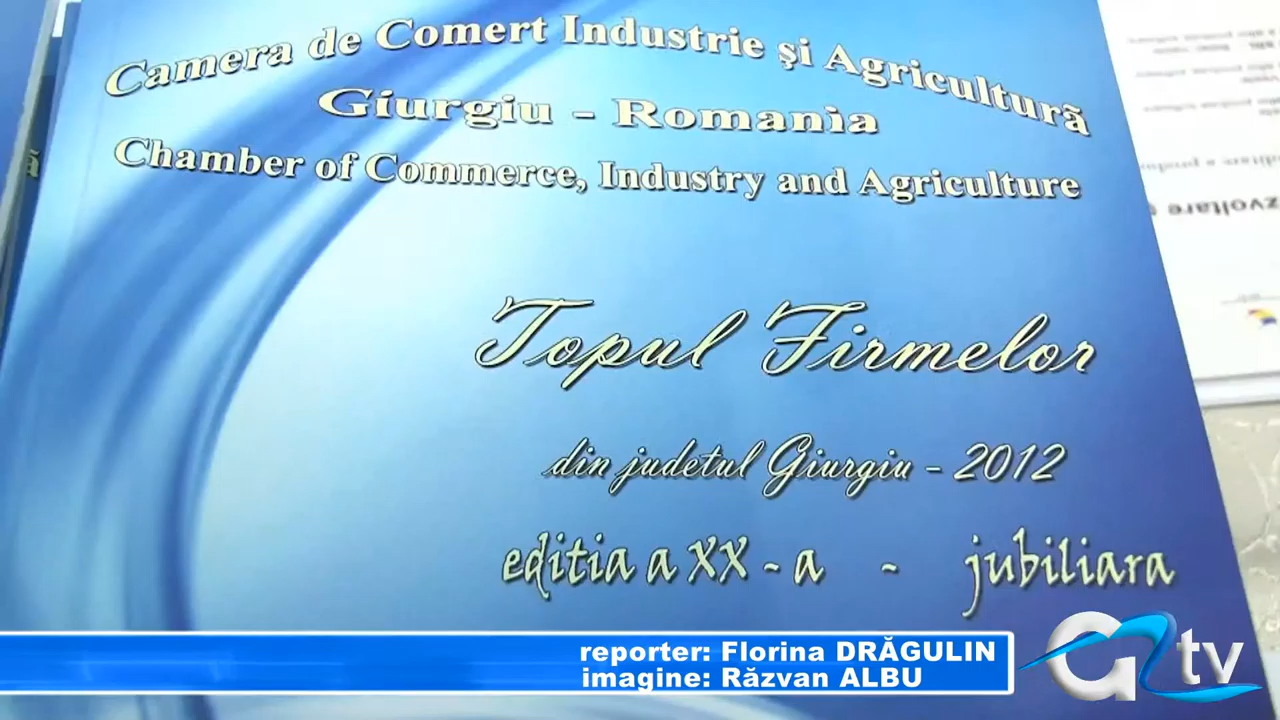 Camera de Comert Industrie şi Agricultură
Giurgiu - Romania
Chamber of Commerce, Industry and Agriculture
Topul Firmelor
din judetul Giurgiu - 2012
editia a XX - a - jubiliara
reporter: Florina DRĂGULIN
imagine: Răzvan ALBU
tv